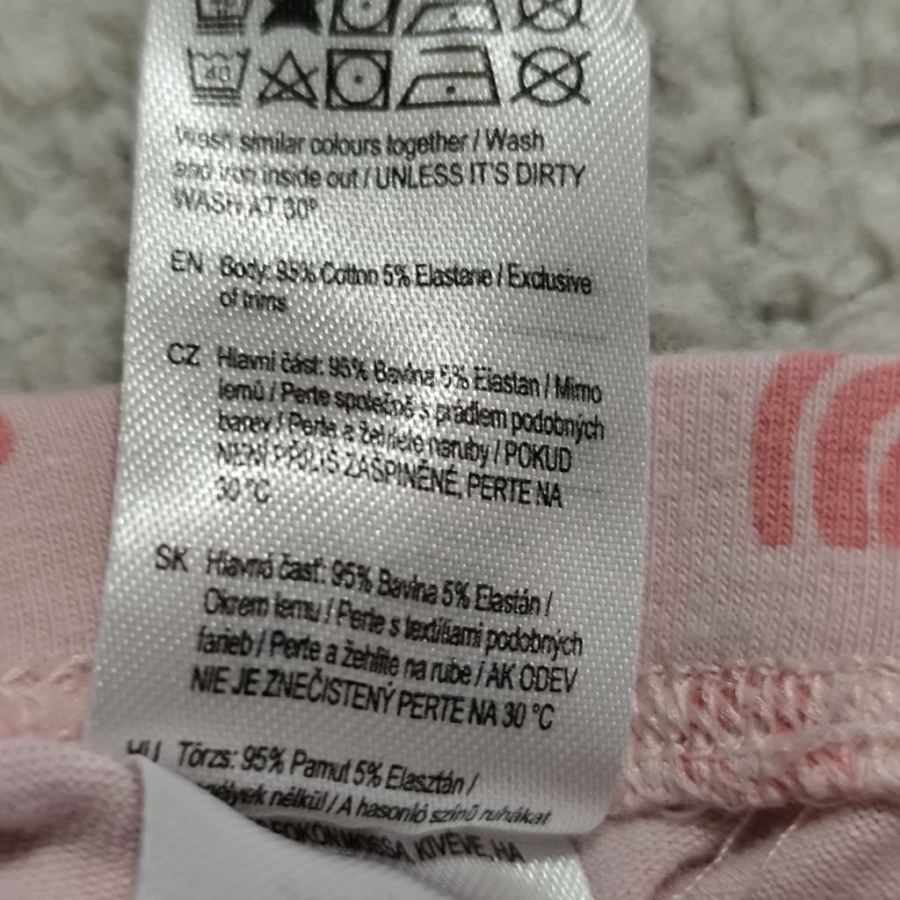 40
Wash similar colours together / Wash
and iron inside out / UNLESS IT'S DIRTY
WASH AT 30°
EN Body: 95% Cotton 5% Elastane / Exclusive
of trims
CZ Hlavní část: 95% Bavlna 5% Elastan / Mimo
lemů / Perte společně s prádlem podobných
barev / Perte a žehlete naruby / POKUD
NENÍ PŘÍLIŠ ZAŠPINĚNÉ, PERTE NA
30 °C
SK Hlavná časť: 95% Bavlna 5% Elastán /
Okrem lemu / Perte s textíliami podobných
farieb / Perte a žehlite na rube / AK ODEV
NIE JE ZNEČISTENÝ PERTE NA 30 °C
HU Törzs: 95% Pamut 5% Elasztán /
nélkül / A hasonló színű ruhákat
FOKON MOSSA, KIVÉVE, HA